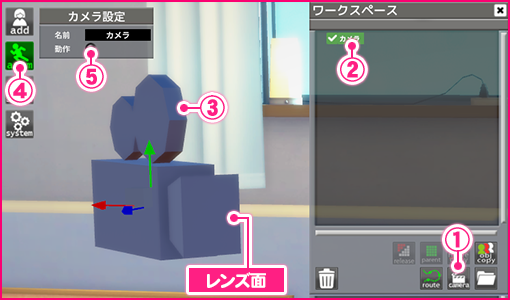 add
④
system
カメラ設定
名前 カメラ
動作
⑤
③
レンズ面
ワークスペース
カメラ
②
①
release
parent
obj
copy
route
camera